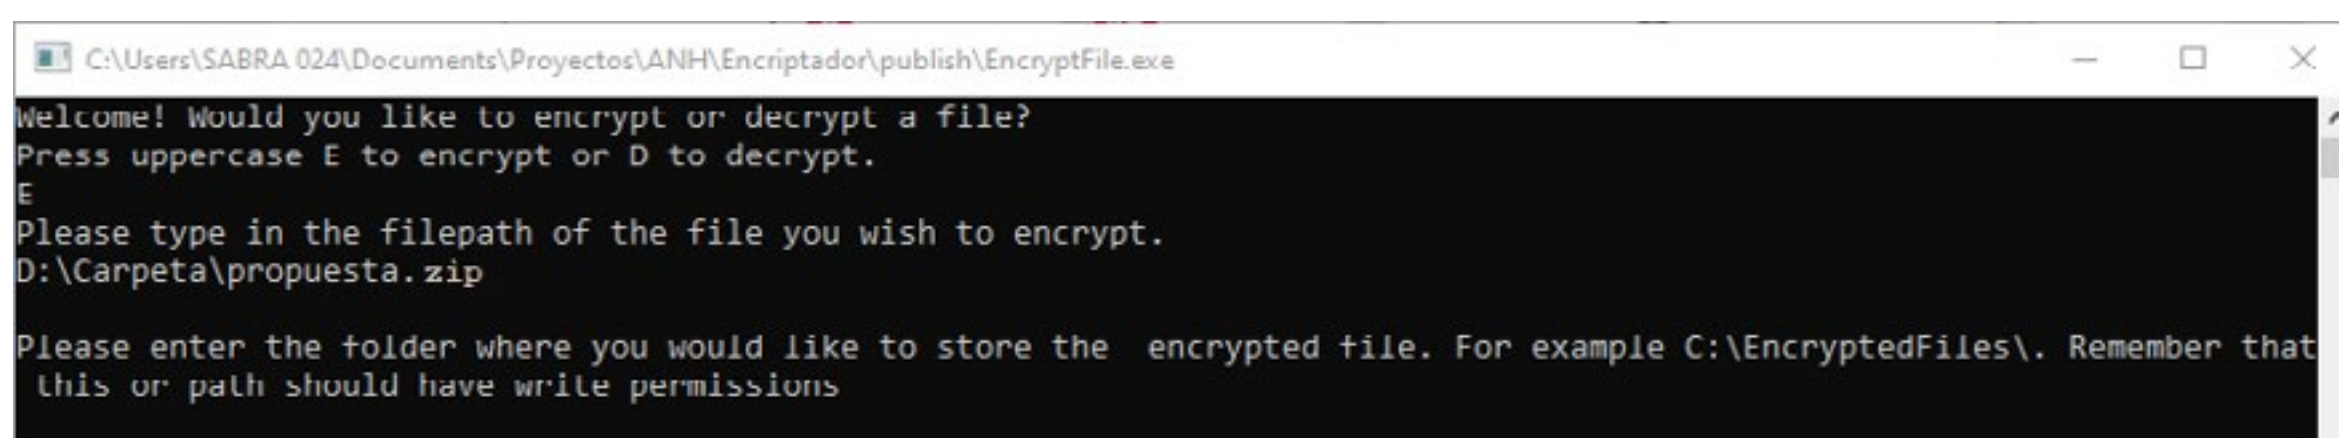 C:\Users\SABRA 024\Documents\Proyectos\ANH\Encriptador\publish\EncryptFile.exe
Welcome! Would you like to encrypt or decrypt a file?
Press uppercase E to encrypt or D to decrypt.
E
Please type in the filepath of the file you wish to encrypt.
D:\Carpeta\propuesta.zip
Please enter the folder where you would like to store the  encrypted file. For example C:\EncryptedFiles\. Remember that
this or path should have write permissions